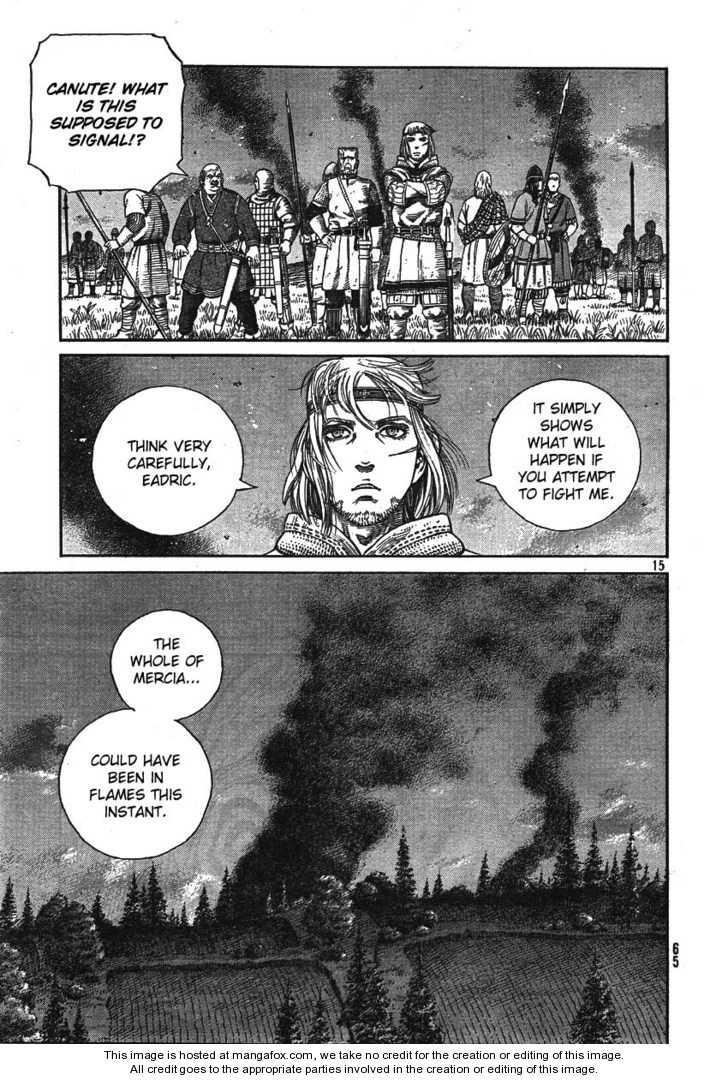 CANUTE! WHAT
IS THIS
SUPPOSED TO
SIGNAL!?
IT SIMPLY
SHOWS
WHAT WILL
HAPPEN IF
YOU ATTEMPT
TO FIGHT ME.
THINK VERY
CAREFULLY,
EADRIC.
15
THE
WHOLE OF
MERCIA...
COULD HAVE
BEEN IN
FLAMES THIS
INSTANT.
65
This image is hosted at mangafox.com, we take no credit for the creation or editing of this image.
All credit goes to the appropriate parties involved in the creation or editing of this image.